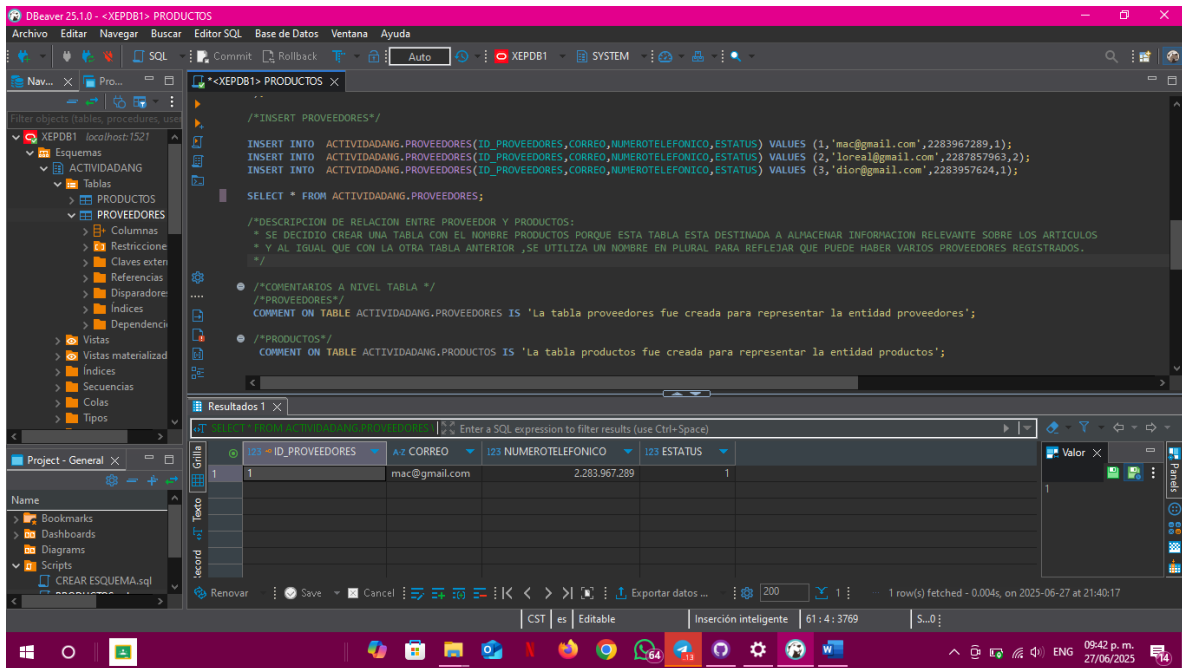 DBeaver 25.1.0 - <XEPDB1> PRODUCTOS
Archivo Editar Navegar Buscar Editor SQL Base de Datos Ventana Ayuda
SQL Commit Rollback Auto XEPDB1 SYSTEM
Nav... Pro... *<XEPDB1> PRODUCTOS
Filter objects (tables, procedures, user
XEPDB1 localhost:1521
Esquemas
ACTIVIDADANG
Tablas
PRODUCTOS
PROVEEDORES
Columnas
Restriccione
Claves exten
Referencias
Disparadore
Índices
Dependenci
Vistas
Vistas materializad
Índices
Secuencias
Colas
Tipos
/*INSERT PROVEEDORES*/
INSERT INTO ACTIVIDADANG.PROVEEDORES(ID_PROVEEDORES,CORREO,NUMEROTELEFONICO,ESTATUS) VALUES (1,'mac@gmail.com',2283967289,1);
INSERT INTO ACTIVIDADANG.PROVEEDORES(ID_PROVEEDORES,CORREO,NUMEROTELEFONICO,ESTATUS) VALUES (2,'loreal@gmail.com',2287857963,2);
INSERT INTO ACTIVIDADANG.PROVEEDORES(ID_PROVEEDORES,CORREO,NUMEROTELEFONICO,ESTATUS) VALUES (3,'dior@gmail.com',2283957624,1);
SELECT * FROM ACTIVIDADANG.PROVEEDORES;
/*DESCRIPCION DE RELACION ENTRE PROVEEDOR Y PRODUCTOS:
* SE DECIDIO CREAR UNA TABLA CON EL NOMBRE PRODUCTOS PORQUE ESTA TABLA ESTA DESTINADA A ALMACENAR INFORMACION RELEVANTE SOBRE LOS ARTICULOS
* Y AL IGUAL QUE CON LA OTRA TABLA ANTERIOR ,SE UTILIZA UN NOMBRE EN PLURAL PARA REFLEJAR QUE PUEDE HABER VARIOS PROVEEDORES REGISTRADOS.
*/
/*COMENTARIOS A NIVEL TABLA */
/*PROVEEDORES*/
COMMENT ON TABLE ACTIVIDADANG.PROVEEDORES IS 'La tabla proveedores fue creada para representar la entidad proveedores';
/*PRODUCTOS*/
COMMENT ON TABLE ACTIVIDADANG.PRODUCTOS IS 'La tabla productos fue creada para representar la entidad productos';
Resultados 1
SELECT * FROM ACTIVIDADANG.PROVEEDORES Enter a SQL expression to filter results (use Ctrl+Space)
Grilla
Texto
123 ID_PROVEEDORES A-Z CORREO 123 NUMEROTELEFONICO 123 ESTATUS
1 1 mac@gmail.com 2.283.967.289 1
Valor
1
Panels
Renovar Save Cancel Exportar datos ... 200 1 1 row(s) fetched - 0.004s, on 2025-06-27 at 21:40:17
Project - General
Name
Bookmarks
Dashboards
Diagrams
Scripts
CREAR ESQUEMA.sql
CST es Editable Inserción inteligente 61 : 4 : 3769 S...0
64 13 ENG 09:42 p. m.
27/06/2025 14